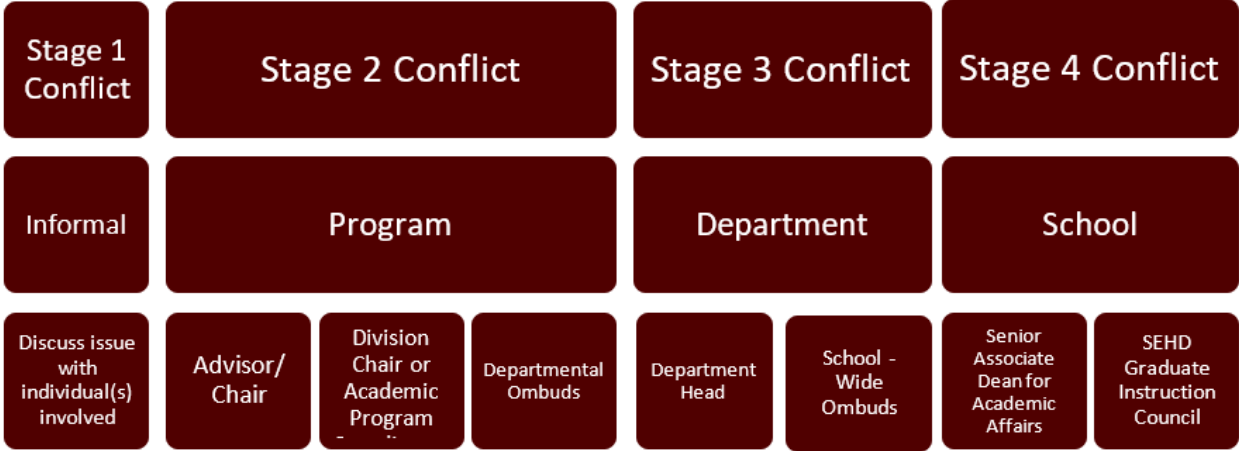 Stage 1
Conflict
Stage 2 Conflict
Stage 3 Conflict
Stage 4 Conflict
Informal
Program
Department
School
Discuss issue
with
individual(s)
involved
Advisor/
Chair
Division
Chair or
Academic
Program
Departmental
Ombuds
Department
Head
School -
Wide
Ombuds
Senior
Associate
Dean for
Academic
Affairs
SEHD
Graduate
Instruction
Council